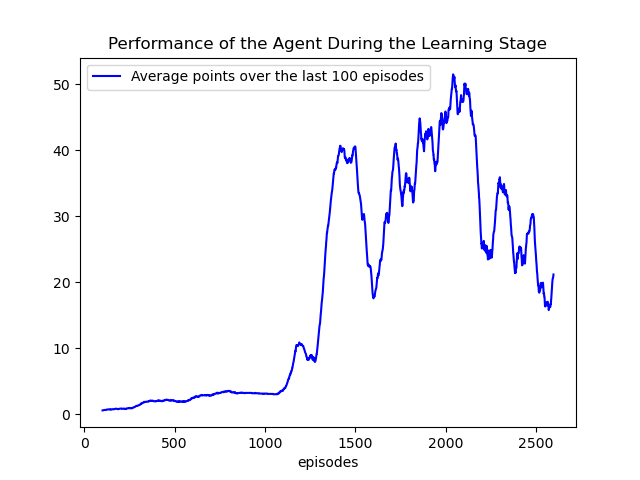 Performance of the Agent During the Learning Stage
Average points over the last 100 episodes
50
40
30
20
10
0
0 500 1000 1500 2000 2500
episodes